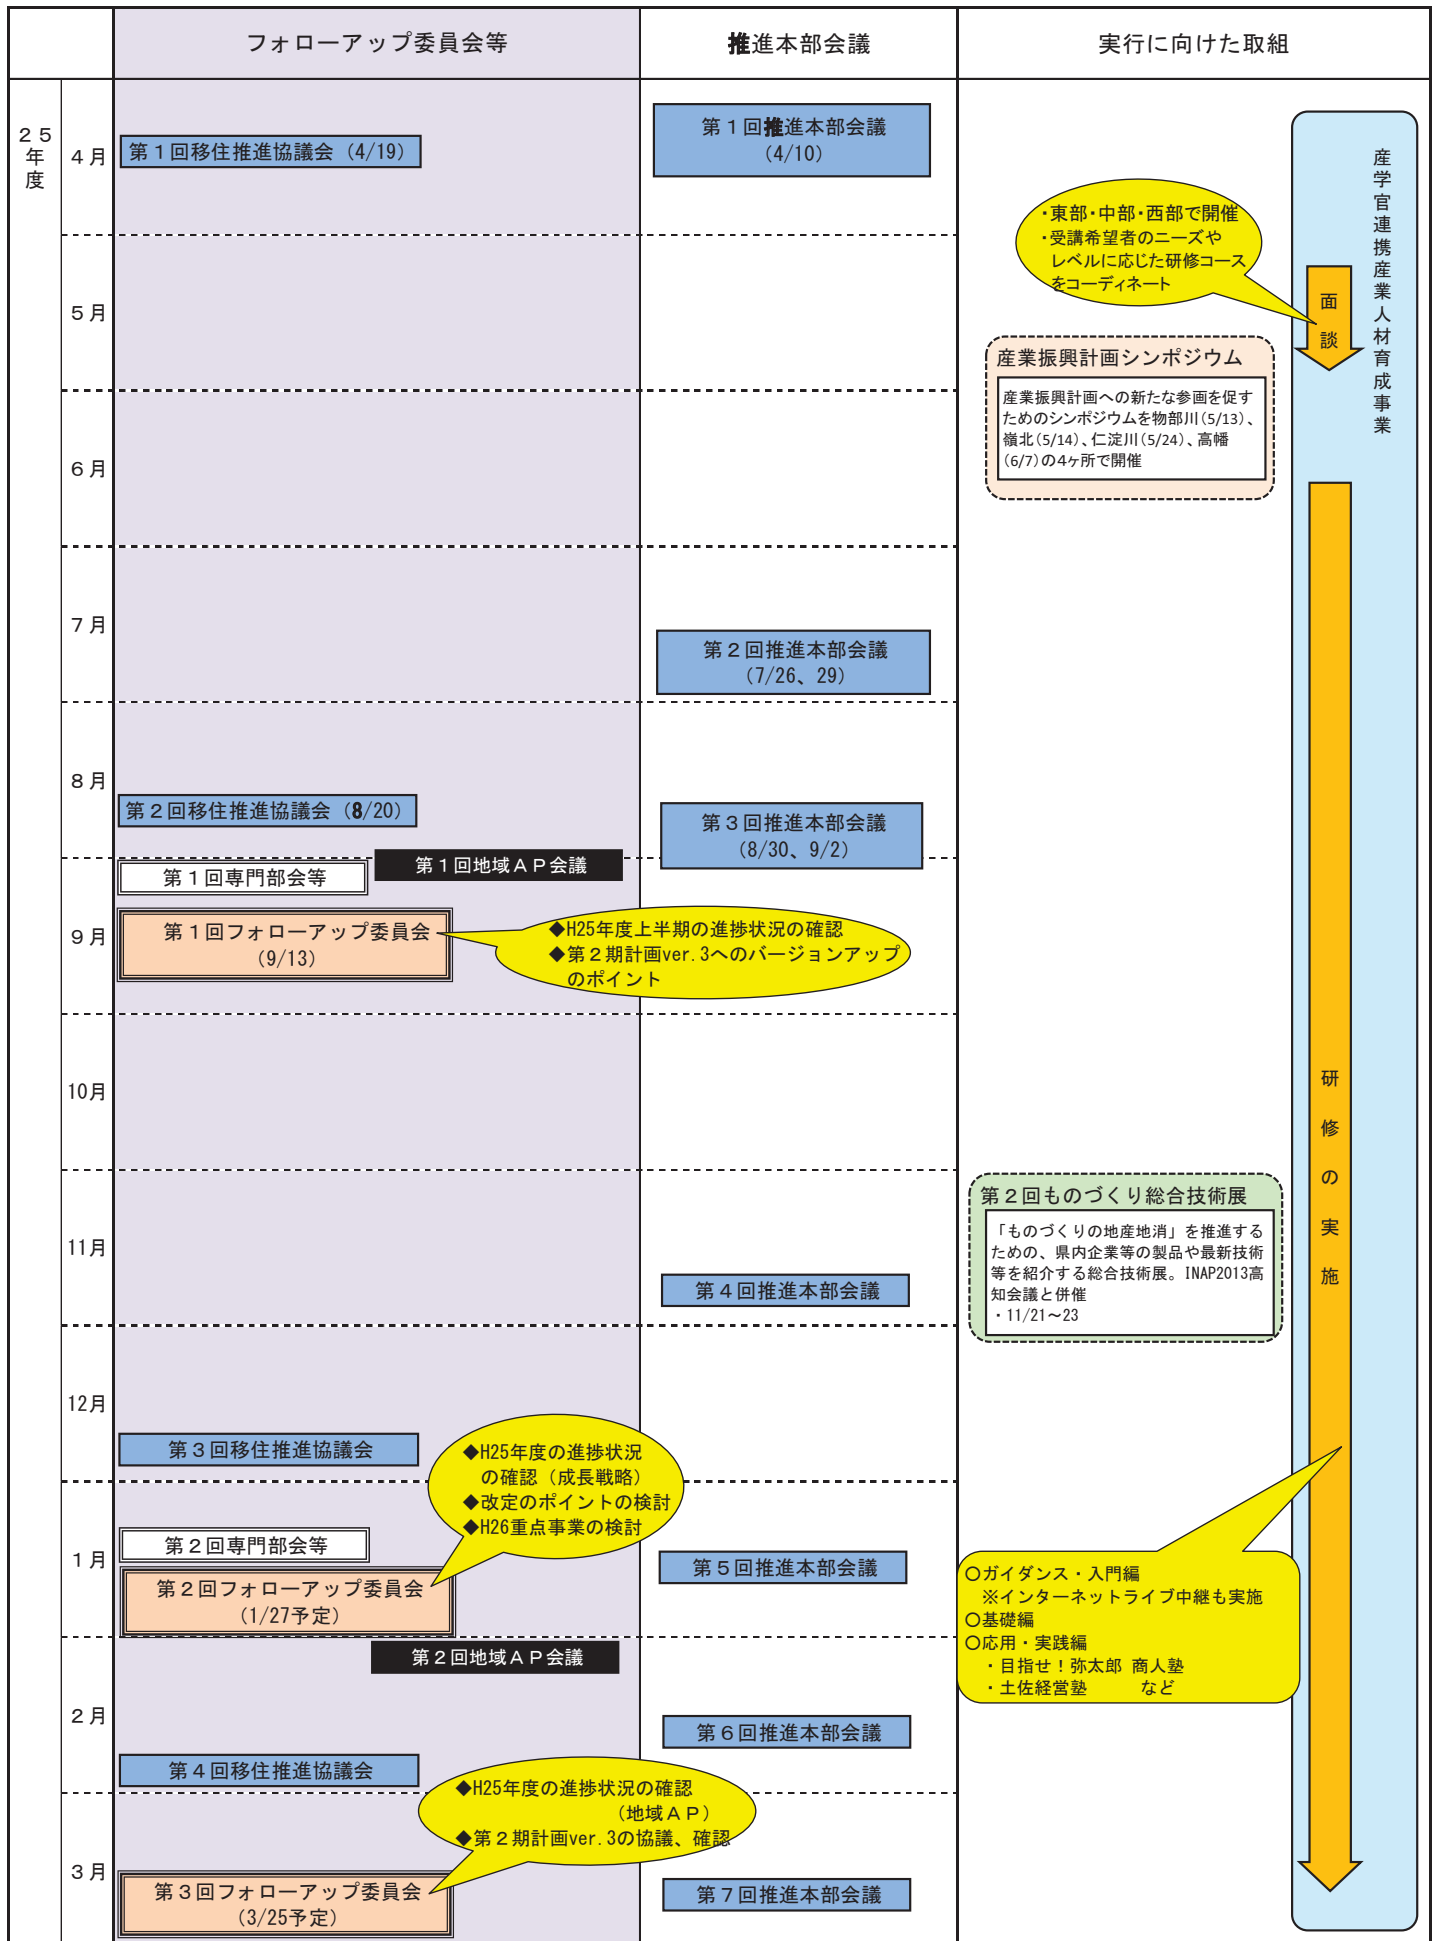 フォローアップ委員会等
推進本部会議
実行に向けた取組
２５
年
度
４月
第１回移住推進協議会（4/19）
第１回推進本部会議
（4/10）
産学官連携産業人材育成事業
・東部・中部・西部で開催
・受講希望者のニーズや
レベルに応じた研修コース
をコーディネート
面談
５月
産業振興計画シンポジウム
産業振興計画への新たな参画を促す
ためのシンポジウムを物部川（5/13）、
嶺北（5/14）、仁淀川（5/24）、高幡
（6/7）の4ヶ所で開催
６月
７月
第２回推進本部会議
（7/26、29）
８月
第２回移住推進協議会（8/20）
第３回推進本部会議
（8/30、9/2）
第１回地域ＡＰ会議
第１回専門部会等
９月
第１回フォローアップ委員会
（9/13）
◆H25年度上半期の進捗状況の確認
◆第２期計画ver.3へのバージョンアップ
のポイント
10月
研修の実施
11月
第２回ものづくり総合技術展
「ものづくりの地産地消」を推進する
ための、県内企業等の製品や最新技術
等を紹介する総合技術展。INAP2013高
知会議と併催
・11/21～23
第４回推進本部会議
12月
第３回移住推進協議会
◆H25年度の進捗状況
の確認（成長戦略）
◆改定のポイントの検討
◆H26重点事業の検討
１月
第２回専門部会等
第２回フォローアップ委員会
（1/27予定）
第５回推進本部会議
○ガイダンス・入門編
※インターネットライブ中継も実施
○基礎編
○応用・実践編
・目指せ！弥太郎 商人塾
・土佐経営塾 など
第２回地域ＡＰ会議
２月
第６回推進本部会議
第４回移住推進協議会
◆H25年度の進捗状況の確認
（地域ＡＰ）
◆第２期計画ver.3の協議、確認
３月
第３回フォローアップ委員会
（3/25予定）
第７回推進本部会議